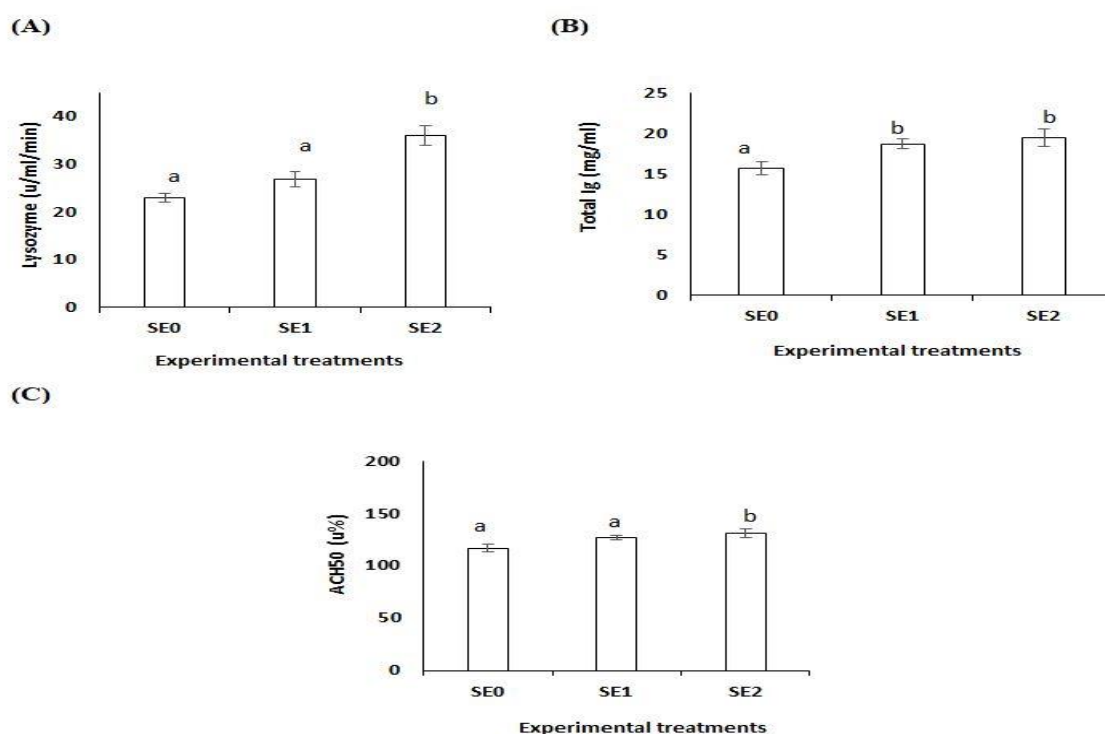 (A)
Lysozyme (u/ml/min)
40
30
20
10
0
a
a
b
SE0 SE1 SE2
Experimental treatments
(B)
Total Ig (mg/ml)
25
20
15
10
5
0
a
b
b
SE0 SE1 SE2
Experimental treatments
(C)
ACH50 (u%)
200
150
100
50
0
a
a
b
SE0 SE1 SE2
Experimental treatments